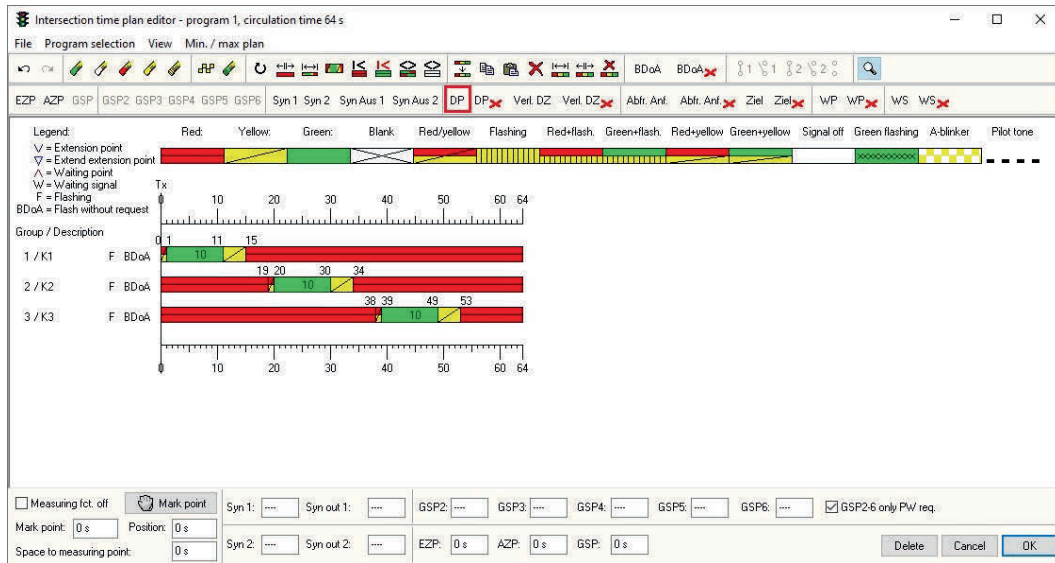 Intersection time plan editor - program 1, circulation time 64 s
File Program selection View Min. / max plan
BDoA BDoA 1 1 2 2
EZP AZP GSP GSP2 GSP3 GSP4 GSP5 GSP6 Syn 1 Syn 2 Syn Aus 1 Syn Aus 2 DP DP Verl. DZ Verl. DZ Abfr. Anf. Abfr. Anf. Ziel Ziel WP WP WS WS
Legend: Red: Yellow: Green: Blank Red/yellow Flashing Red+flash. Green+flash. Red+yellow Green+yellow Signal off Green flashing A-blinker Pilot tone
V = Extension point
∇ = Extend extension point
Λ = Waiting point
W = Waiting signal
F = Flashing
BDoA = Flash without request
Tx
0 10 20 30 40 50 60 64
Group / Description
0 1 11 15
1 / K1 F BDoA 10
19 20 30 34
2 / K2 F BDoA 10
38 39 49 53
3 / K3 F BDoA 10
0 10 20 30 40 50 60 64
Measuring fct. off Mark point Syn 1: ---- Syn out 1: ---- GSP2: ---- GSP3: ---- GSP4: ---- GSP5: ---- GSP6: ---- GSP2-6 only PW req.
Mark point: 0 s Position: 0 s
Space to measuring point: 0 s Syn 2: ---- Syn out 2: ---- EZP: 0 s AZP: 0 s GSP: 0 s Delete Cancel OK